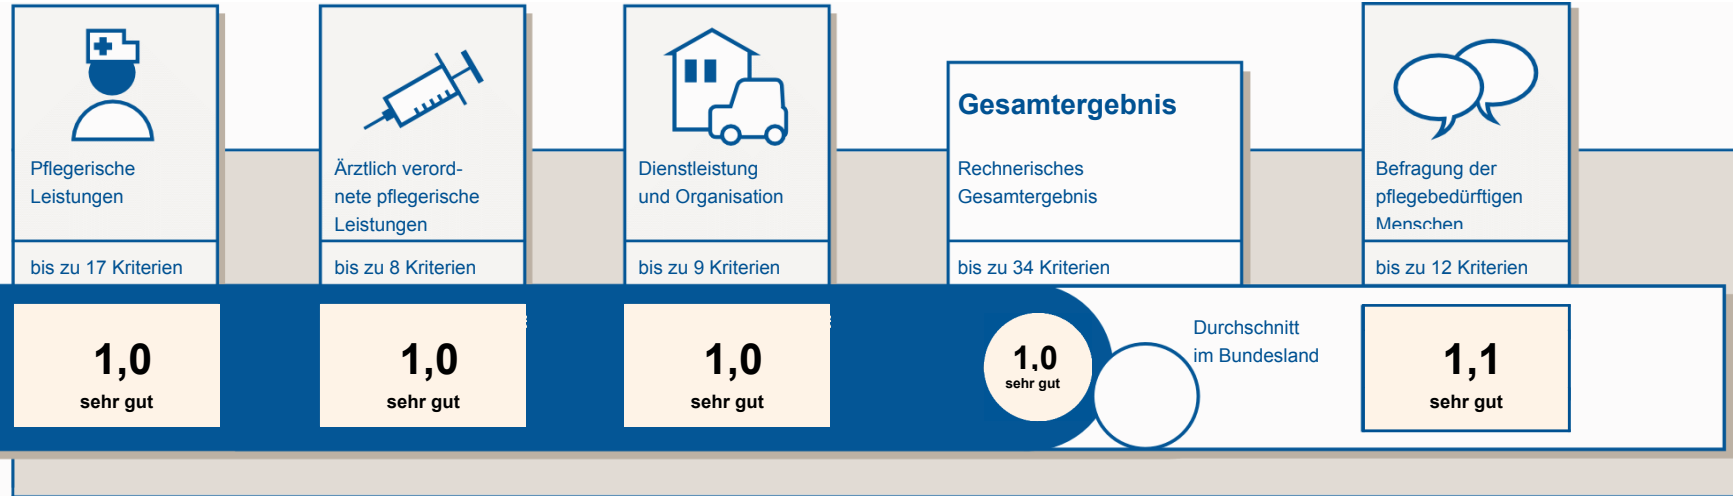 Pflegerische
Leistungen
bis zu 17 Kriterien
1,0
sehr gut
Ärztlich verord-
nete pflegerische
Leistungen
bis zu 8 Kriterien
1,0
sehr gut
Dienstleistung
und Organisation
bis zu 9 Kriterien
1,0
sehr gut
Gesamtergebnis
Rechnerisches
Gesamtergebnis
bis zu 34 Kriterien
1,0
sehr gut
Durchschnitt
im Bundesland
Befragung der
pflegebedürftigen
Menschen
bis zu 12 Kriterien
1,1
sehr gut